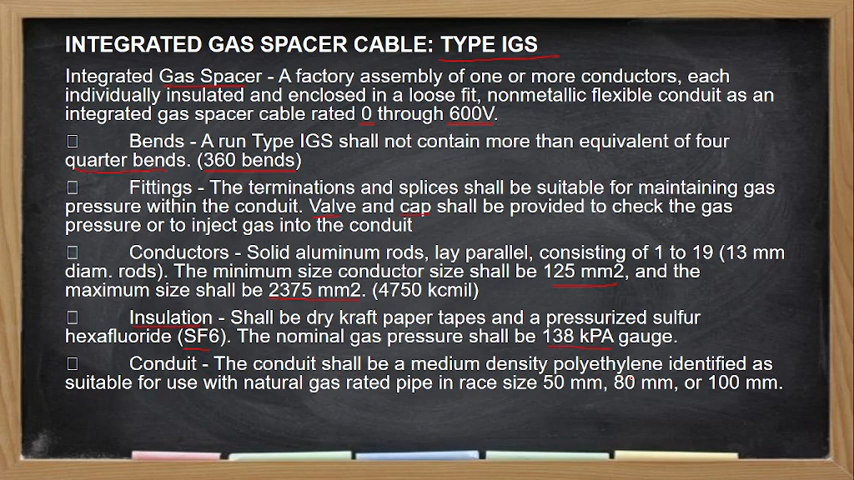 INTEGRATED GAS SPACER CABLE: TYPE IGS
Integrated Gas Spacer - A factory assembly of one or more conductors, each
individually insulated and enclosed in a loose fit, nonmetallic flexible conduit as an
integrated gas spacer cable rated 0 through 600V.
Bends - A run Type IGS shall not contain more than equivalent of four
quarter bends. (360 bends)
Fittings - The terminations and splices shall be suitable for maintaining gas
pressure within the conduit. Valve and cap shall be provided to check the gas
pressure or to inject gas into the conduit
Conductors - Solid aluminum rods, lay parallel, consisting of 1 to 19 (13 mm
diam. rods). The minimum size conductor size shall be 125 mm2, and the
maximum size shall be 2375 mm2. (4750 kcmil)
Insulation - Shall be dry kraft paper tapes and a pressurized sulfur
hexafluoride (SF6). The nominal gas pressure shall be 138 kPA gauge.
Conduit - The conduit shall be a medium density polyethylene identified as
suitable for use with natural gas rated pipe in race size 50 mm, 80 mm, or 100 mm.